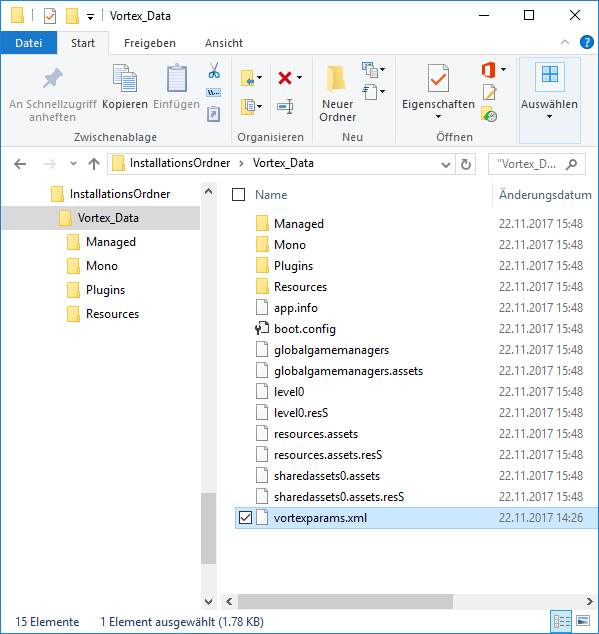 Vortex_Data
Datei Start Freigeben Ansicht
An Schnellzugriff anheften
Kopieren
Einfügen
Zwischenablage
Organisieren
Neuer Ordner
Neu
Eigenschaften
Öffnen
Auswählen
InstallationsOrdner Vortex_Data
"Vortex_D...
InstallationsOrdner
Vortex_Data
Managed
Mono
Plugins
Resources
Name Änderungsdatum
Managed 22.11.2017 15:48
Mono 22.11.2017 15:48
Plugins 22.11.2017 15:48
Resources 22.11.2017 15:48
app.info 22.11.2017 15:48
boot.config 22.11.2017 15:48
globalgamemanagers 22.11.2017 15:48
globalgamemanagers.assets 22.11.2017 15:48
level0 22.11.2017 15:48
level0.resS 22.11.2017 15:48
resources.assets 22.11.2017 15:48
resources.assets.resS 22.11.2017 15:48
sharedassets0.assets 22.11.2017 15:48
sharedassets0.assets.resS 22.11.2017 15:48
vortexparams.xml 22.11.2017 14:26
15 Elemente 1 Element ausgewählt (1.78 KB)